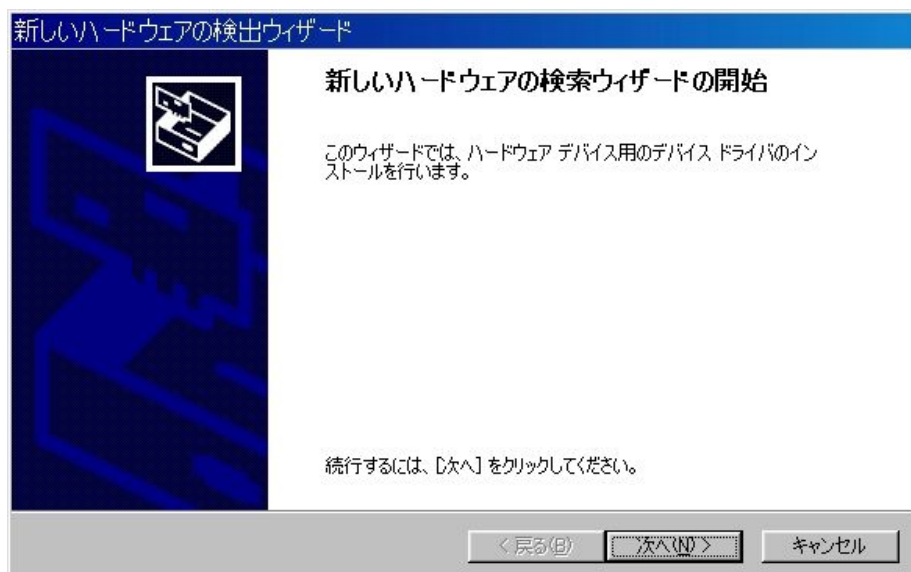 新しいハードウェアの検出ウィザード
新しいハードウェアの検索ウィザードの開始
このウィザードでは、ハードウェア デバイス用のデバイス ドライバのイン
ストールを行います。
続行するには、[次へ] をクリックしてください。
< 戻る(B)
次へ(N) >
キャンセル